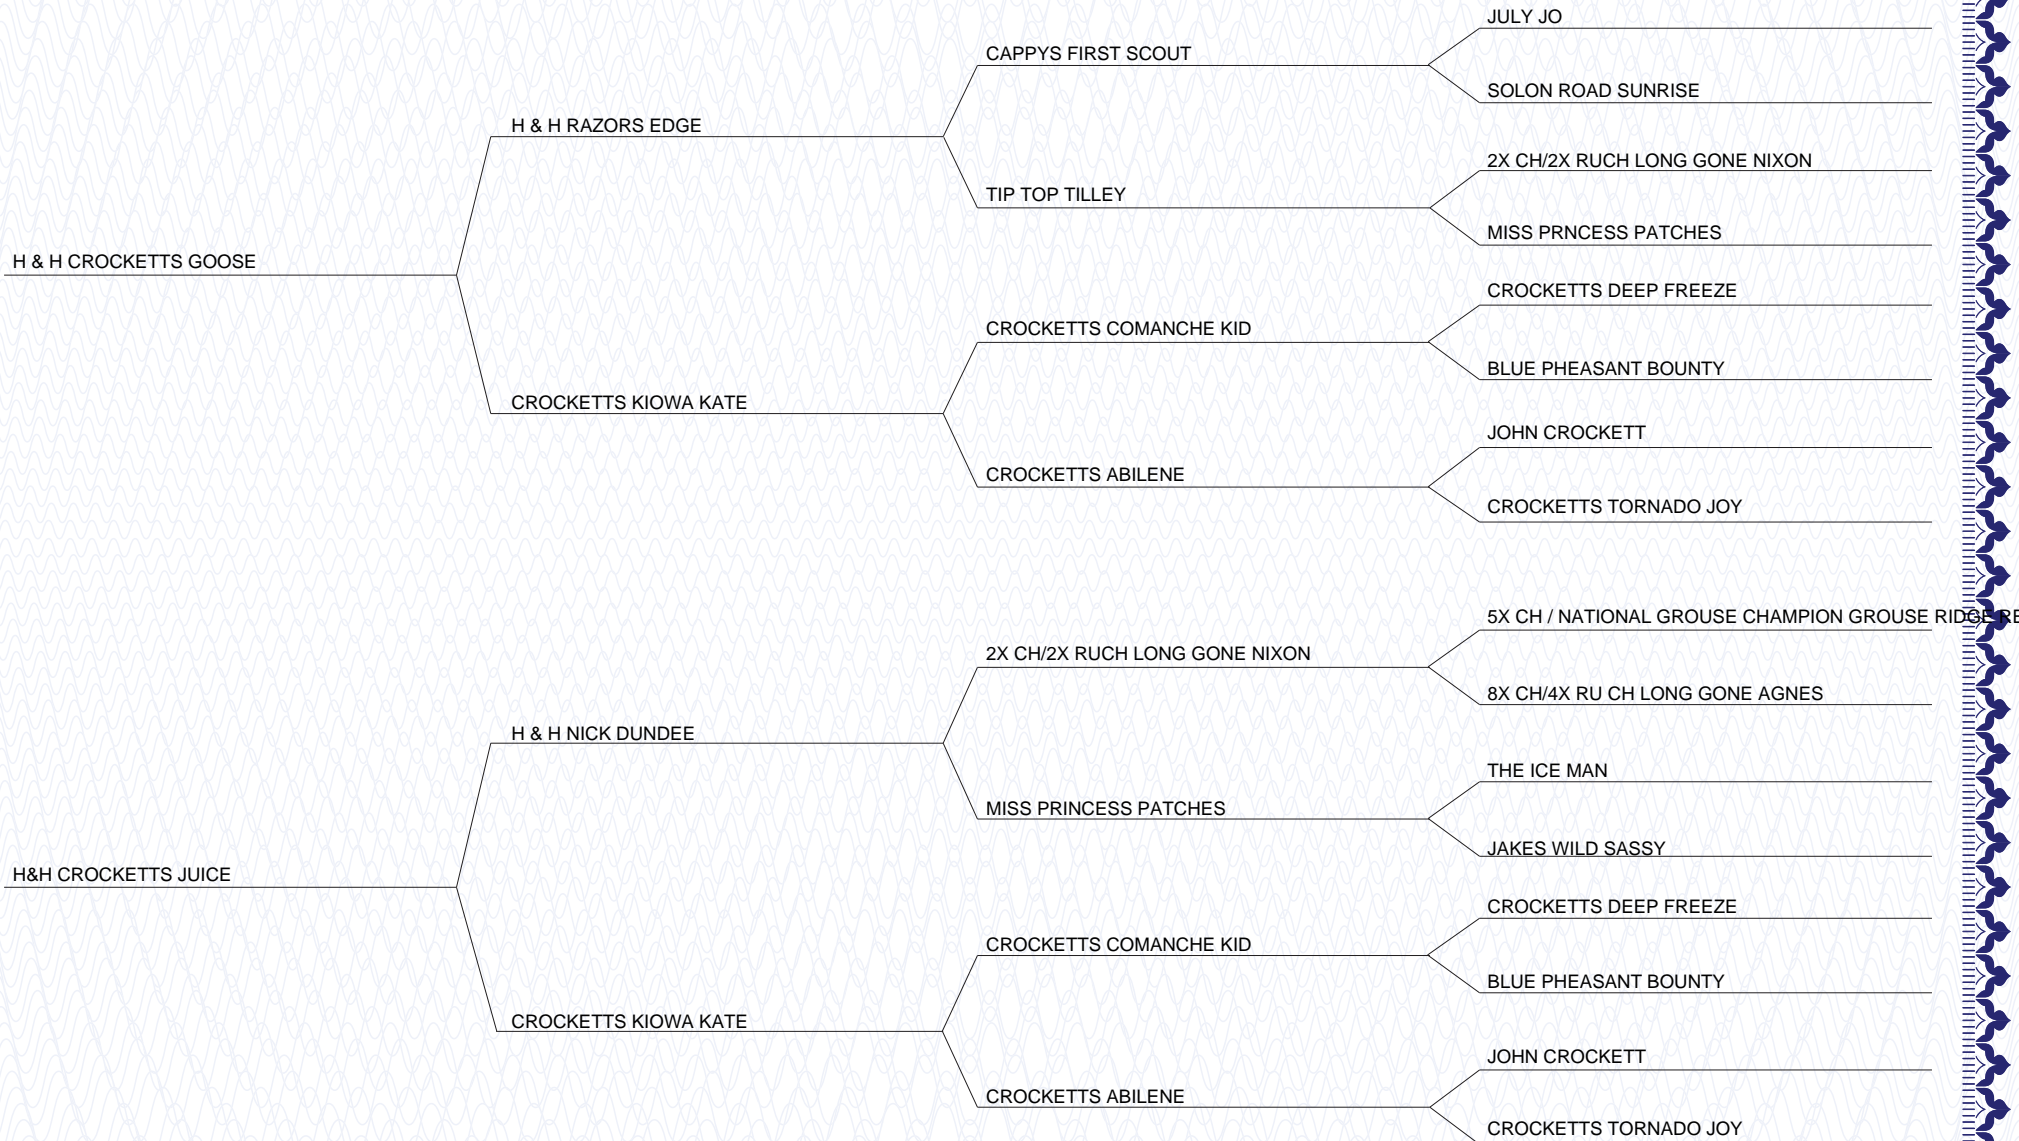 JULY JO
CAPPYS FIRST SCOUT
SOLON ROAD SUNRISE
H & H RAZORS EDGE
2X CH/2X RUCH LONG GONE NIXON
TIP TOP TILLEY
MISS PRNCESS PATCHES
H & H CROCKETTS GOOSE
CROCKETTS DEEP FREEZE
CROCKETTS COMANCHE KID
BLUE PHEASANT BOUNTY
CROCKETTS KIOWA KATE
JOHN CROCKETT
CROCKETTS ABILENE
CROCKETTS TORNADO JOY
5X CH / NATIONAL GROUSE CHAMPION GROUSE RIDGE RE
2X CH/2X RUCH LONG GONE NIXON
8X CH/4X RU CH LONG GONE AGNES
H & H NICK DUNDEE
THE ICE MAN
MISS PRINCESS PATCHES
JAKES WILD SASSY
H&H CROCKETTS JUICE
CROCKETTS DEEP FREEZE
CROCKETTS COMANCHE KID
BLUE PHEASANT BOUNTY
CROCKETTS KIOWA KATE
JOHN CROCKETT
CROCKETTS ABILENE
CROCKETTS TORNADO JOY